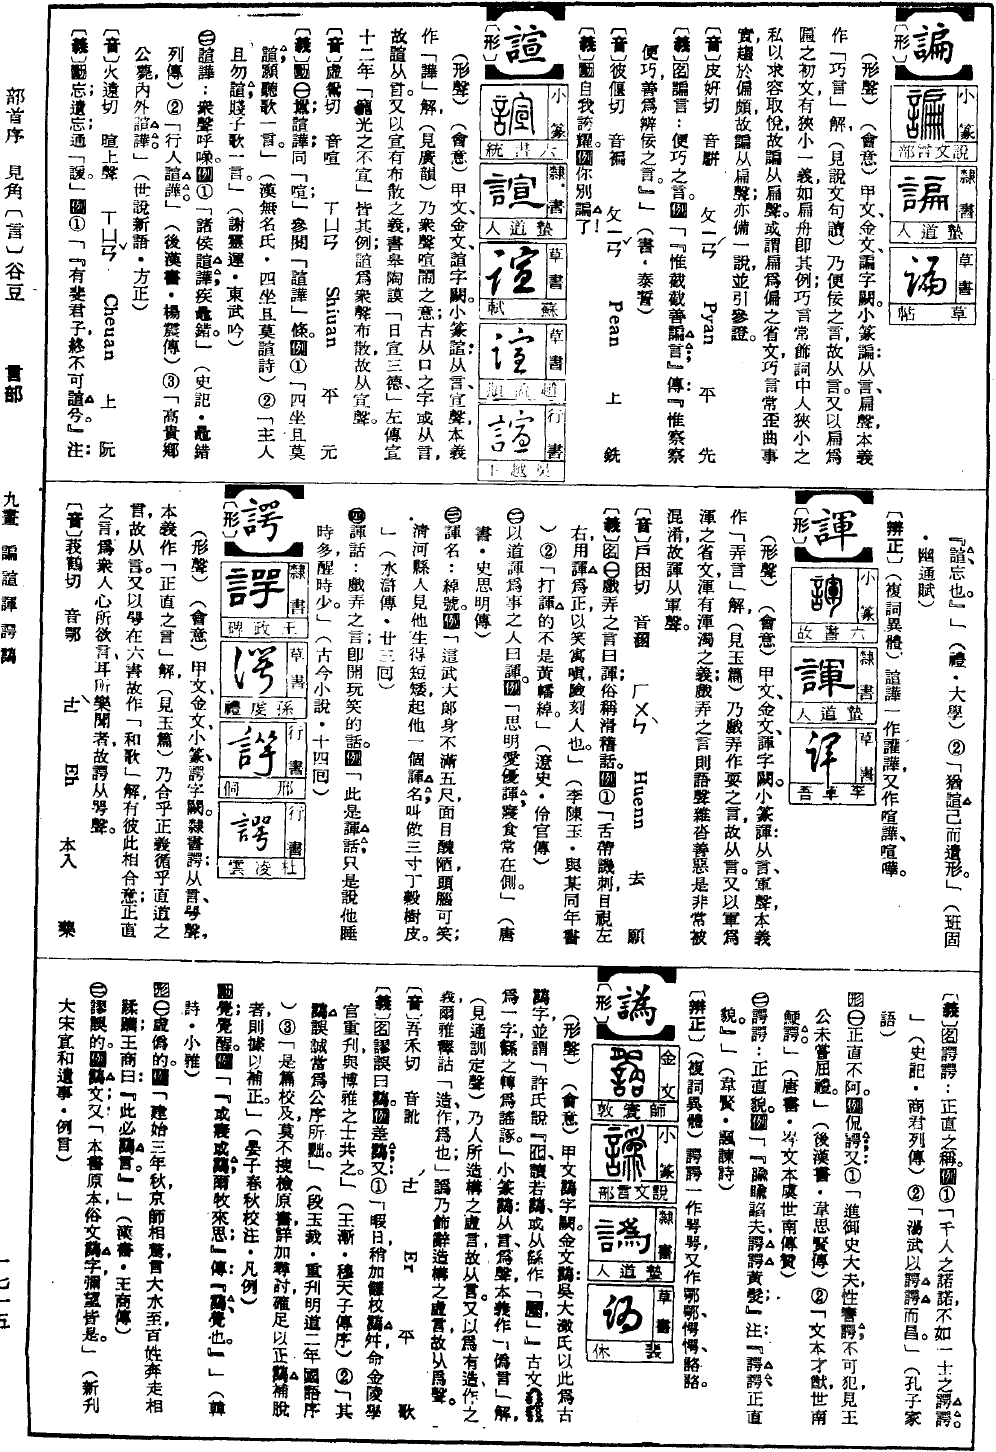 諞
〔形〕
小篆 說文言部
隸書 蟄道人
草書 草帖
（形聲）（會意）甲文、金文、諞字闕。小篆諞：从言、扁聲，本義
作「巧言」解（見說文句讀）乃便佞之言，故从言。又以扁爲
匾之初文有狹小一義，如扁舟卽其例；巧言常飾詞中人狹小之
私以求容取悅，故諞从扁聲。或謂扁爲偏之省文，巧言常歪曲事
實，趨於偏頗，故諞从扁聲；亦備一說，並引參證。
〔音〕皮姸切 音騈 ㄆㄧㄢˊ Pyan 平 先
〔義〕名諞言：便巧之言。例「『惟截截善諞言。』傳：『惟察察
便巧善爲辯佞之言。』」（書・泰誓）
〔音〕彼偃切 音褊 ㄆㄧㄢˇ Pean 上 銑
〔義〕動自我誇耀。例你別諞了！
諠
〔形〕
小篆 六書統
隸書 蟄道人
草書 蘇軾
草書 趙孟頫
行書 吳越王
（形聲）（會意）甲文、金文、諠字闕。小篆諠：从言、宣聲，本義
作「譁」解（見廣韻）乃衆聲喧鬧之意，古从口之字或从言，
故諠从言。又以宣有布散之義，書臯陶謨「日宣三德」，左傳宣
十二年「寵光之不宣」皆其例；諠爲衆聲布散，故从宣聲。
〔音〕虛鴛切 音喧 ㄒㄩㄢ Shiuan 平 元
〔義〕動㊀驚諠譁；同「喧」，參閱「諠譁」條。例①「四坐且莫
諠，願聽歌一言」（漢無名氏・四坐且莫諠詩）②「主人
且勿諠，賤子歌一言。」（謝靈運・東武吟）
㊁諠譁：衆聲呼噪。例①「諸侯諠譁，疾鼂錯。」（史記・鼂錯
列傳）②「行人諠譁。」（後漢書・楊震傳）③「高貴鄉
公薨，內外諠譁」（世說新語・方正）
〔音〕火遠切 暄上聲 ㄒㄩㄢˇ Cheuan 上 阮
〔義〕動忘；遺忘；通「諼」。例①「『有斐君子，終不可諠兮。』注：
『諠，忘也。』」（禮・大學）②「猶諠己而遺形。」（班固
・幽通賦）
〔辨正〕（複詞異體）諠譁一作讙譁，又作喧譁、喧嘩。
諢
〔形〕
小篆 六書故
隸書 蟄道人
草書 李卓吾
（形聲）（會意）甲文、金文、諢字闕。小篆諢：从言、軍聲，本義
作「弄言」解（見玉篇）乃戲弄作耍之言，故从言。又以軍爲
渾之省文，渾有渾濁之義，戲弄之言則語聲雜沓，善惡是非常被
混淆，故諢从軍聲。
〔音〕戶困切 音圂 ㄏㄨㄣˋ Huenn 去 願
〔義〕名㊀戲弄之言曰諢；俗稱滑稽話。例①「舌帶譏刺，目視左
右，用諢爲正，以笑寓嗔，險刻人也。」（李陳玉・與某同年書
）②「打諢的不是黃幡綽」（遼史・伶官傳）
㊁以道諢爲事之人曰諢。例「思明愛優諢，寢食常在側。」（唐
書・史思明傳）
㊂諢名：綽號。例「這武大郎身不滿五尺，面目醜陋，頭腦可笑；
淸河縣人見他生得短矮，起他一個諢名，叫做三寸丁穀樹皮。
」（水滸傳・廿三回）
㊃諢話：戲弄之言；卽開玩笑的話。例「此是諢話，只是說他睡
時多，醒時少。」（古今小說・十四回）
諤
〔形〕
隸書 王政碑
草書 孫虔禮
行書 邢侗
行書 杜凌雲
（形聲）（會意）甲文、金文、小篆、諤字闕。隸書諤：从言、咢聲，
本義作「正直之言」解（見玉篇）乃合乎正義循乎直道之
言，故从言。又以咢在六書故作「和歌」解，有彼此相合意；正直
之言爲衆人心所欲言，耳所樂聞者，故諤从咢聲。
〔音〕莪鶴切 音鄂 ㄜˋ Eh 本入 藥
〔義〕名諤諤：正直之稱。例①「千人之諾諾，不如一士之諤諤。
」（史記・商君列傳）②「湯武以諤諤而昌。」（孔子家
語）
形㊀正直不阿。例侃諤；又①「進御史大夫，性謇諤，不可犯，見王
公未嘗屈禮。」（後漢書・韋思賢傳）②「文本才猷，世南
鯁諤。」（唐書・岑文本虞世南傳贊）
㊁諤諤：正直貌。例「『睮睮諂夫，諤諤黃髮。』注：『諤諤，正直
貌。』」（韋賢・諷諫詩）
〔辨正〕（複詞異體）諤諤一作咢咢，又作鄂鄂、愕愕、詻詻。
譌
〔形〕
金文 師㝨敦
小篆 說文言部
隸書 蟄道人
草書 裴休
（形聲）（會意）甲文譌字闕。金文譌：吳大澂氏以此爲古
譌字，並謂「許氏說『囮讀若譌，或从繇作「𡈙」』古文
爲一字，繇之轉爲謠諑。」小篆譌：从言、爲聲，本義作「僞言」解，
（見通訓定聲）乃人所造構之虛言，故从言。又以爲有造作之
義，爾雅釋詁「造、作，爲也」，譌乃飾辭造構之虛言，故从爲聲。
〔音〕吾禾切 音訛 ㄜˊ Er 平 歌
〔義〕名謬誤曰譌。例差譌；又①「暇日稍加讎校譌舛，命金陵學
官重刊，與博雅之士共之。」（王漸・穆天子傳序）②「其
譌誤誠當爲公序所黜」（段玉裁・重刊明道二年國語序
）③「是篇校及莫不搜檢原書，詳加尋討，確足以正譌補脫
者，則據以補正。」（晏子春秋校注・凡例）
動覺；覺醒。例「『或寢或譌，爾牧來思。』傳：『譌，覺也。』」（韓
詩・小雅）
形㊀虛僞的。例「建始三年秋，京師相驚，言大水至，百姓奔走相
蹂躪；王商曰：『此必譌言。』」（漢書・王商傳）
㊁謬誤的。例譌文；又「本書原本俗文譌字，彌望皆是。」（新刊
大宋宣和遺事・例言）
部首序 見角〔言〕谷豆
言部
九畫 諞諠諢諤譌
一七一五